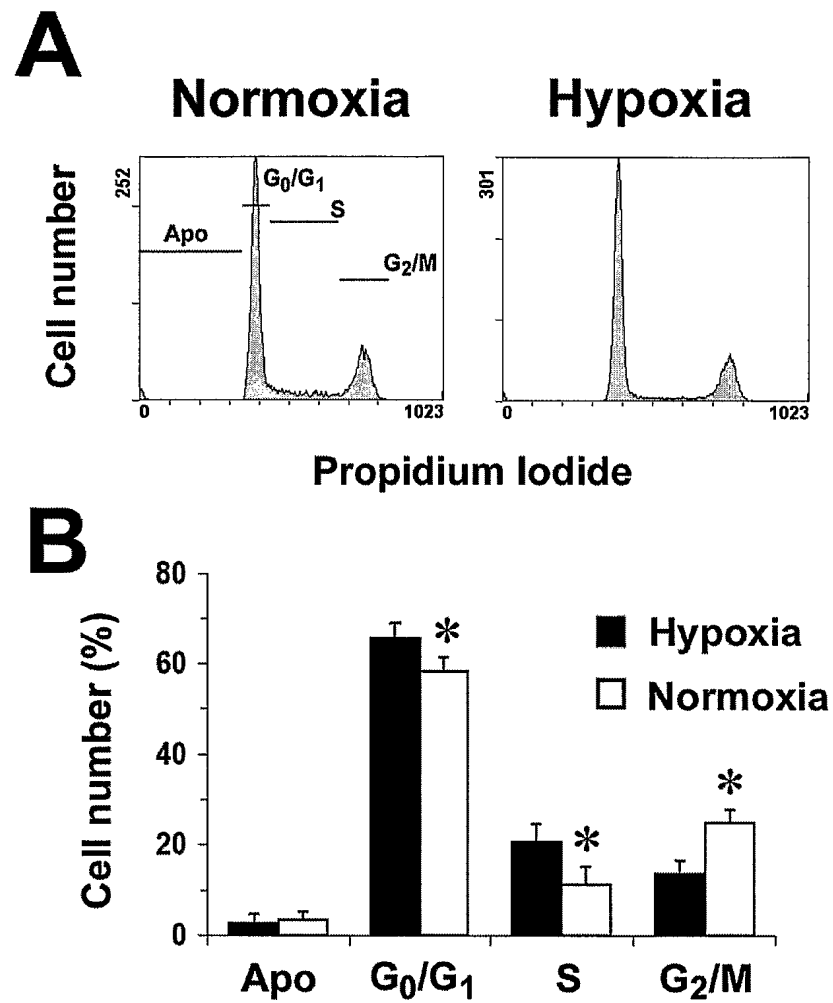 A
Normoxia
Hypoxia
Cell number
252
G0/G1
S
Apo
G2/M
0
1023
301
0
1023
Propidium Iodide
B
Cell number (%)
80
60
40
20
0
*
*
*
Hypoxia
Normoxia
Apo
G0/G1
S
G2/M